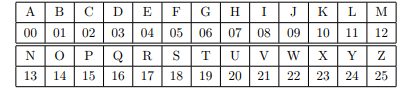 A B C D E F G H I J K L M
00 01 02 03 04 05 06 07 08 09 10 11 12
N O P Q R S T U V W X Y Z
13 14 15 16 17 18 19 20 21 22 23 24 25